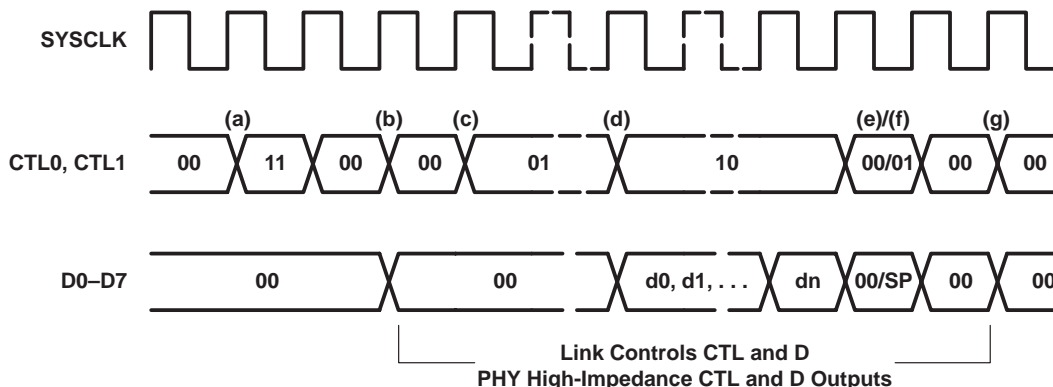 SYSCLK
(a) (b) (c) (d) (e)/(f) (g)
CTL0, CTL1 00 11 00 00 01 10 00/01 00 00
D0–D7 00 00 d0, d1, . . . dn 00/SP 00 00
Link Controls CTL and D
PHY High-Impedance CTL and D Outputs